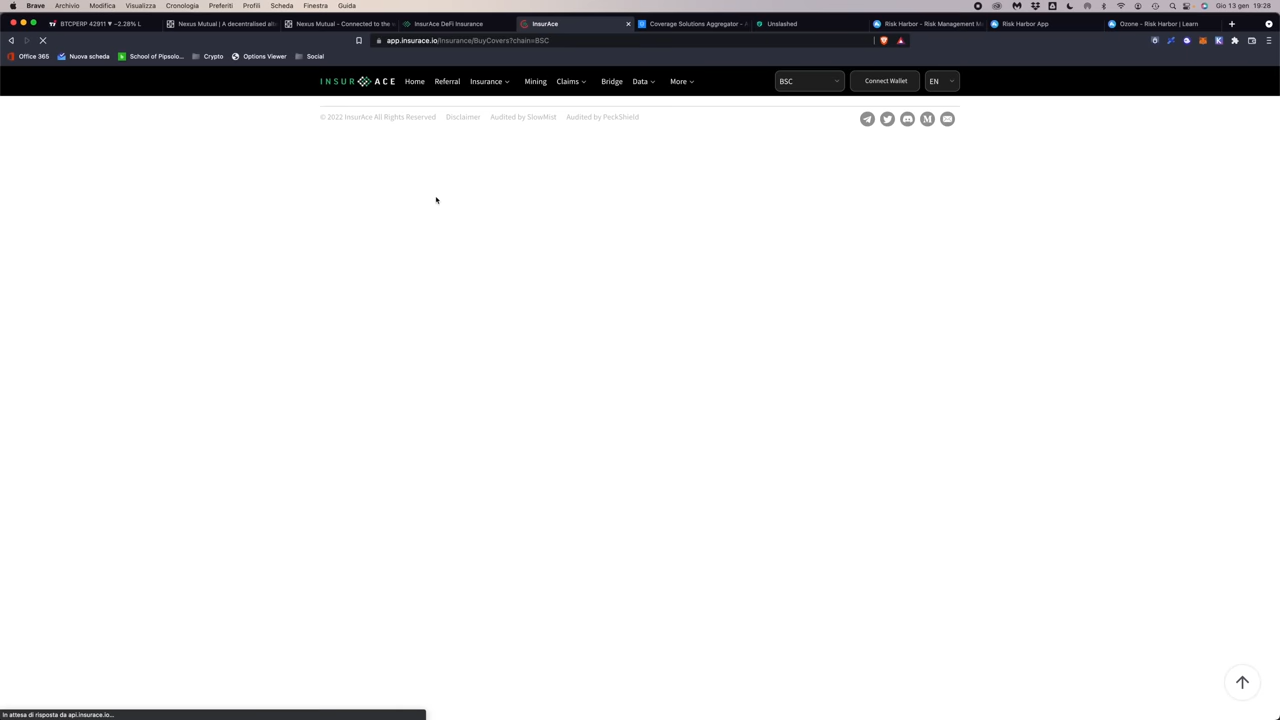 Brave Archivio Modifica Visualizza Cronologia Preferiti Profili Scheda Finestra Guida Gio 13 gen 19:28
BTCPERP 42911 ▼ −2.28% L Nexus Mutual | A decentralised al Nexus Mutual - Connected to the InsurAce DeFi Insurance InsurAce Coverage Solutions Aggregator - Unslashed Risk Harbor - Risk Management M Risk Harbor App Ozone - Risk Harbor | Learn
app.insurace.io/Insurance/BuyCovers?chain=BSC
Office 365 Nuova scheda School of Pipsolo... Crypto Options Viewer Social
INSUR ACE Home Referral Insurance Mining Claims Bridge Data More BSC Connect Wallet EN
© 2022 InsurAce All Rights Reserved Disclaimer Audited by SlowMist Audited by PeckShield
In attesa di risposta da api.insurace.io...